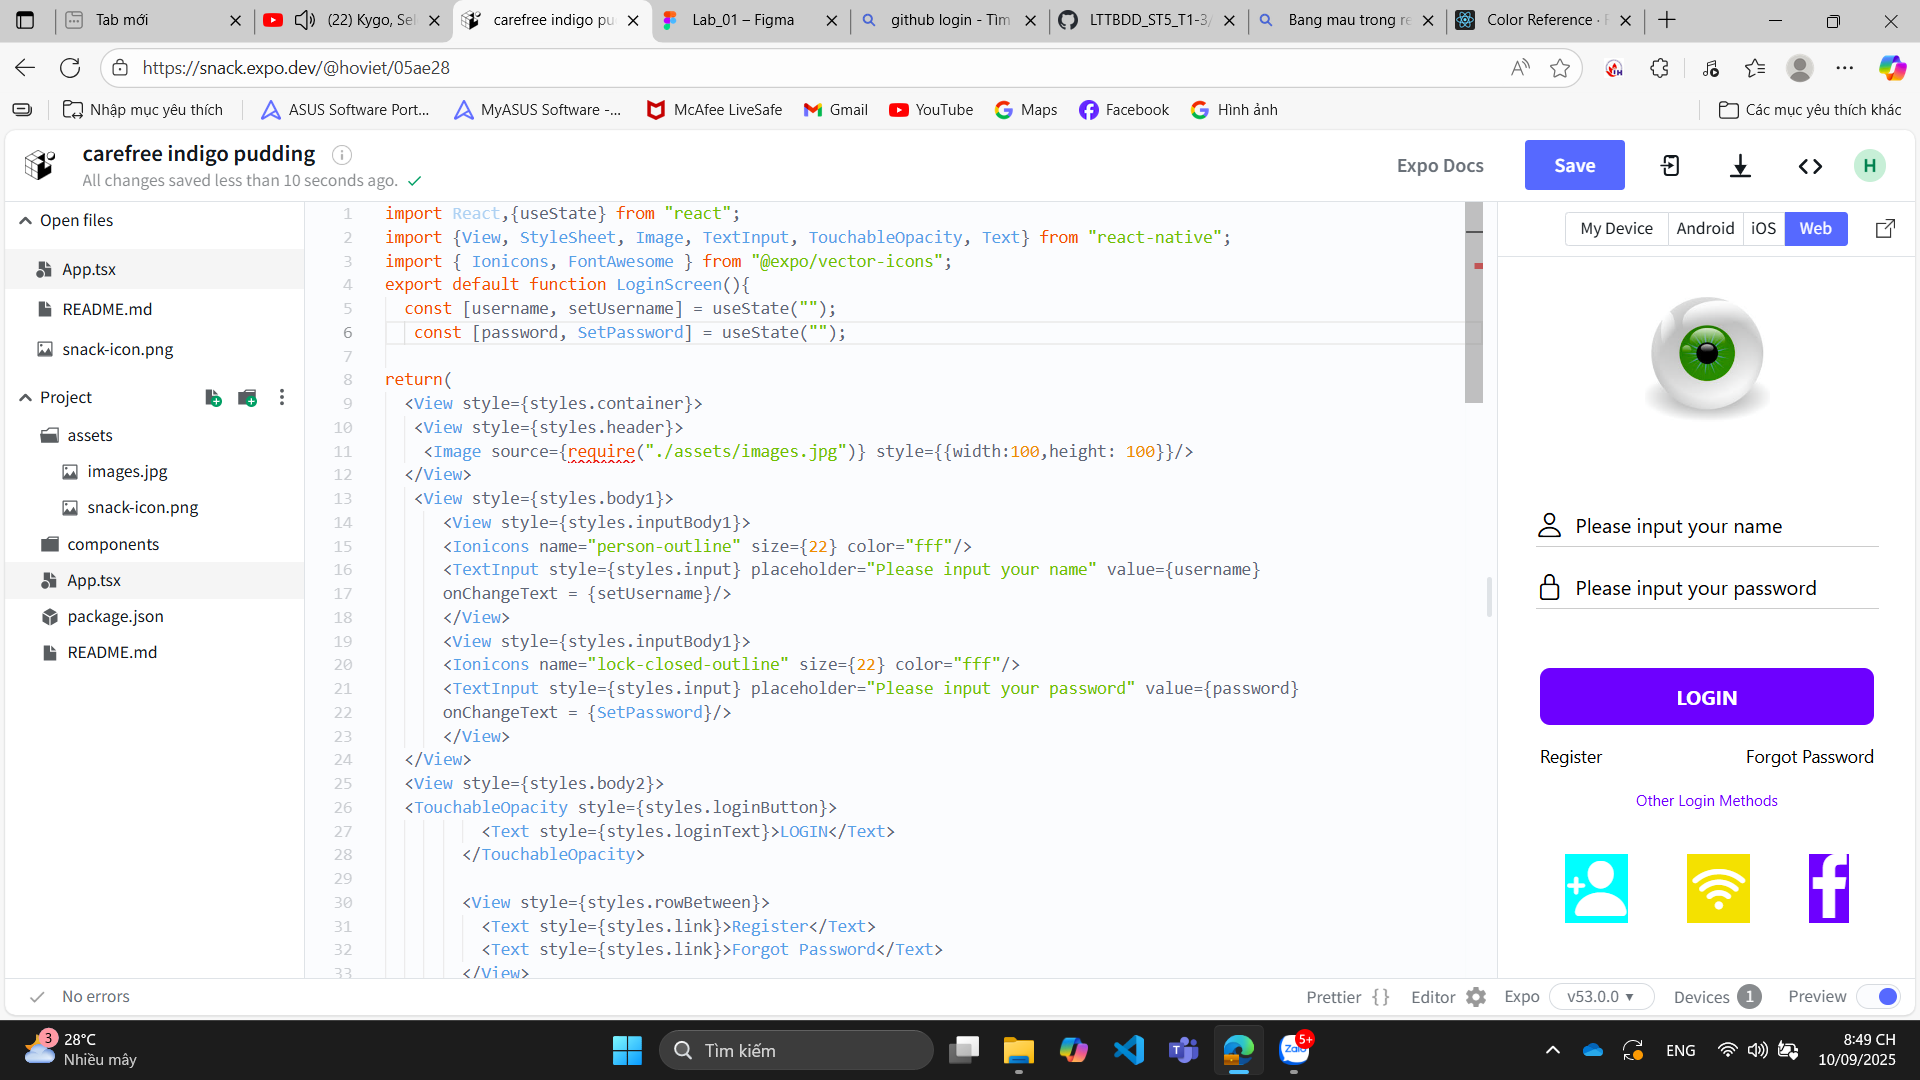 Tab mới
(22) Kygo, Sel
carefree indigo pu
Lab_01 – Figma
github login - Tìm
LTTBDD_ST5_T1-3/
Bang mau trong re
Color Reference ·
https://snack.expo.dev/@hoviet/05ae28
Nhập mục yêu thích
ASUS Software Port...
MyASUS Software -...
McAfee LiveSafe
Gmail
YouTube
Maps
Facebook
Hình ảnh
Các mục yêu thích khác
carefree indigo pudding
All changes saved less than 10 seconds ago.
Expo Docs
Save
H
Open files
App.tsx
README.md
snack-icon.png
Project
assets
images.jpg
snack-icon.png
components
App.tsx
package.json
README.md
1 import React,{useState} from "react";
2 import {View, StyleSheet, Image, TextInput, TouchableOpacity, Text} from "react-native";
3 import { Ionicons, FontAwesome } from "@expo/vector-icons";
4 export default function LoginScreen(){
5 const [username, setUsername] = useState("");
6 const [password, SetPassword] = useState("");
7
8 return(
9 <View style={styles.container}>
10 <View style={styles.header}>
11 <Image source={require("./assets/images.jpg")} style={{width:100,height: 100}}/>
12 </View>
13 <View style={styles.body1}>
14 <View style={styles.inputBody1}>
15 <Ionicons name="person-outline" size={22} color="fff"/>
16 <TextInput style={styles.input} placeholder="Please input your name" value={username}
17 onChangeText = {setUsername}/>
18 </View>
19 <View style={styles.inputBody1}>
20 <Ionicons name="lock-closed-outline" size={22} color="fff"/>
21 <TextInput style={styles.input} placeholder="Please input your password" value={password}
22 onChangeText = {SetPassword}/>
23 </View>
24 </View>
25 <View style={styles.body2}>
26 <TouchableOpacity style={styles.loginButton}>
27 <Text style={styles.loginText}>LOGIN</Text>
28 </TouchableOpacity>
29
30 <View style={styles.rowBetween}>
31 <Text style={styles.link}>Register</Text>
32 <Text style={styles.link}>Forgot Password</Text>
33 </View>
My Device
Android
iOS
Web
Please input your name
Please input your password
LOGIN
Register
Forgot Password
Other Login Methods
No errors
Prettier { }
Editor
Expo
v53.0.0
Devices 1
Preview
3
28°C
Nhiều mây
Tìm kiếm
Zalo
5+
ENG
8:49 CH
10/09/2025